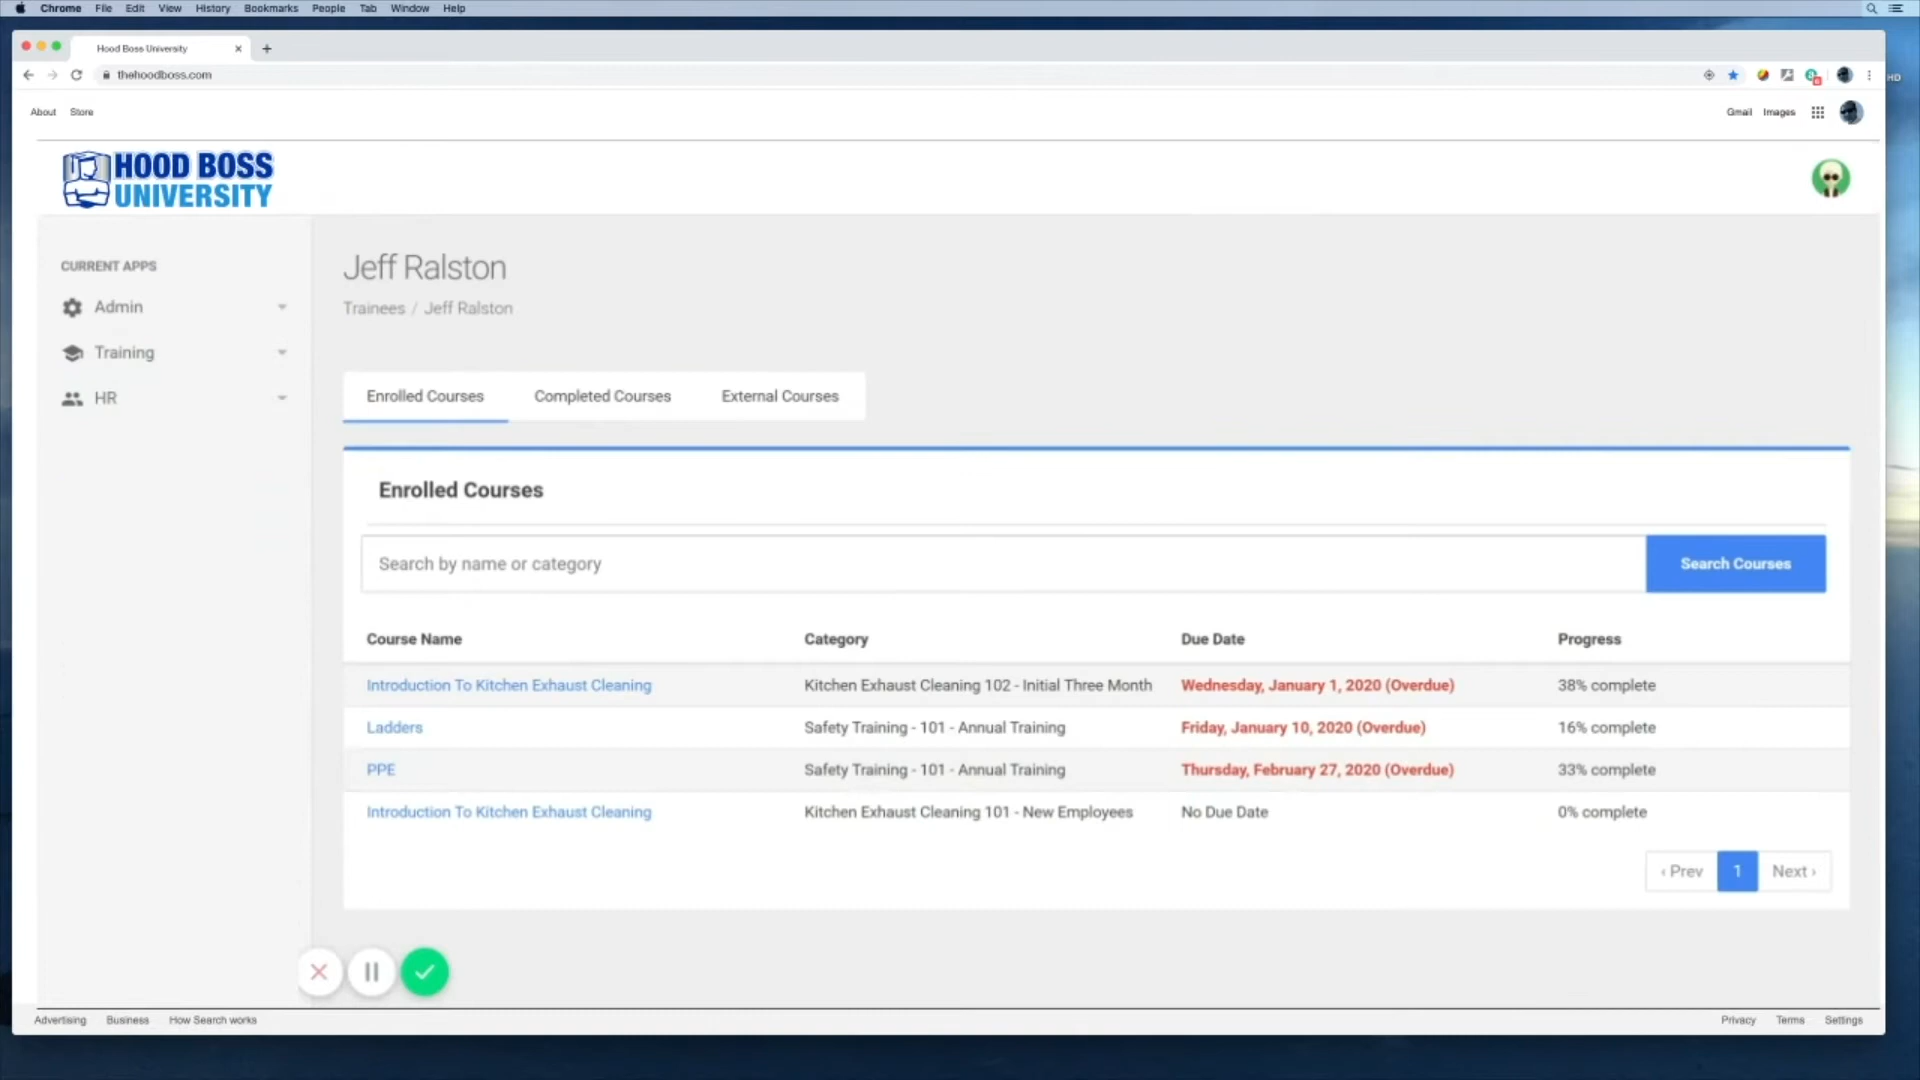 Chrome File Edit View History Bookmarks People Tab Window Help
Hood Boss University
thehoodboss.com
HD
About Store Gmail Images
HOOD BOSS
UNIVERSITY
CURRENT APPS
Admin
Training
HR
Jeff Ralston
Trainees / Jeff Ralston
Enrolled Courses Completed Courses External Courses
Enrolled Courses
Search by name or category Search Courses
Course Name Category Due Date Progress
Introduction To Kitchen Exhaust Cleaning Kitchen Exhaust Cleaning 102 - Initial Three Month Wednesday, January 1, 2020 (Overdue) 38% complete
Ladders Safety Training - 101 - Annual Training Friday, January 10, 2020 (Overdue) 16% complete
PPE Safety Training - 101 - Annual Training Thursday, February 27, 2020 (Overdue) 33% complete
Introduction To Kitchen Exhaust Cleaning Kitchen Exhaust Cleaning 101 - New Employees No Due Date 0% complete
‹ Prev 1 Next ›
Advertising Business How Search works Privacy Terms Settings